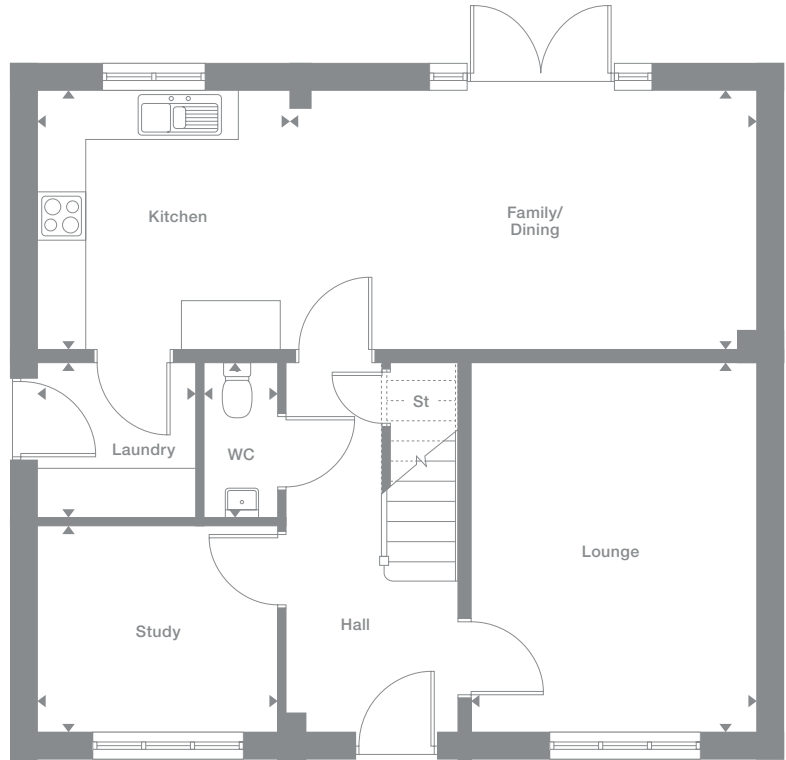 Kitchen
Family/
Dining
St
Laundry
WC
Lounge
Study
Hall